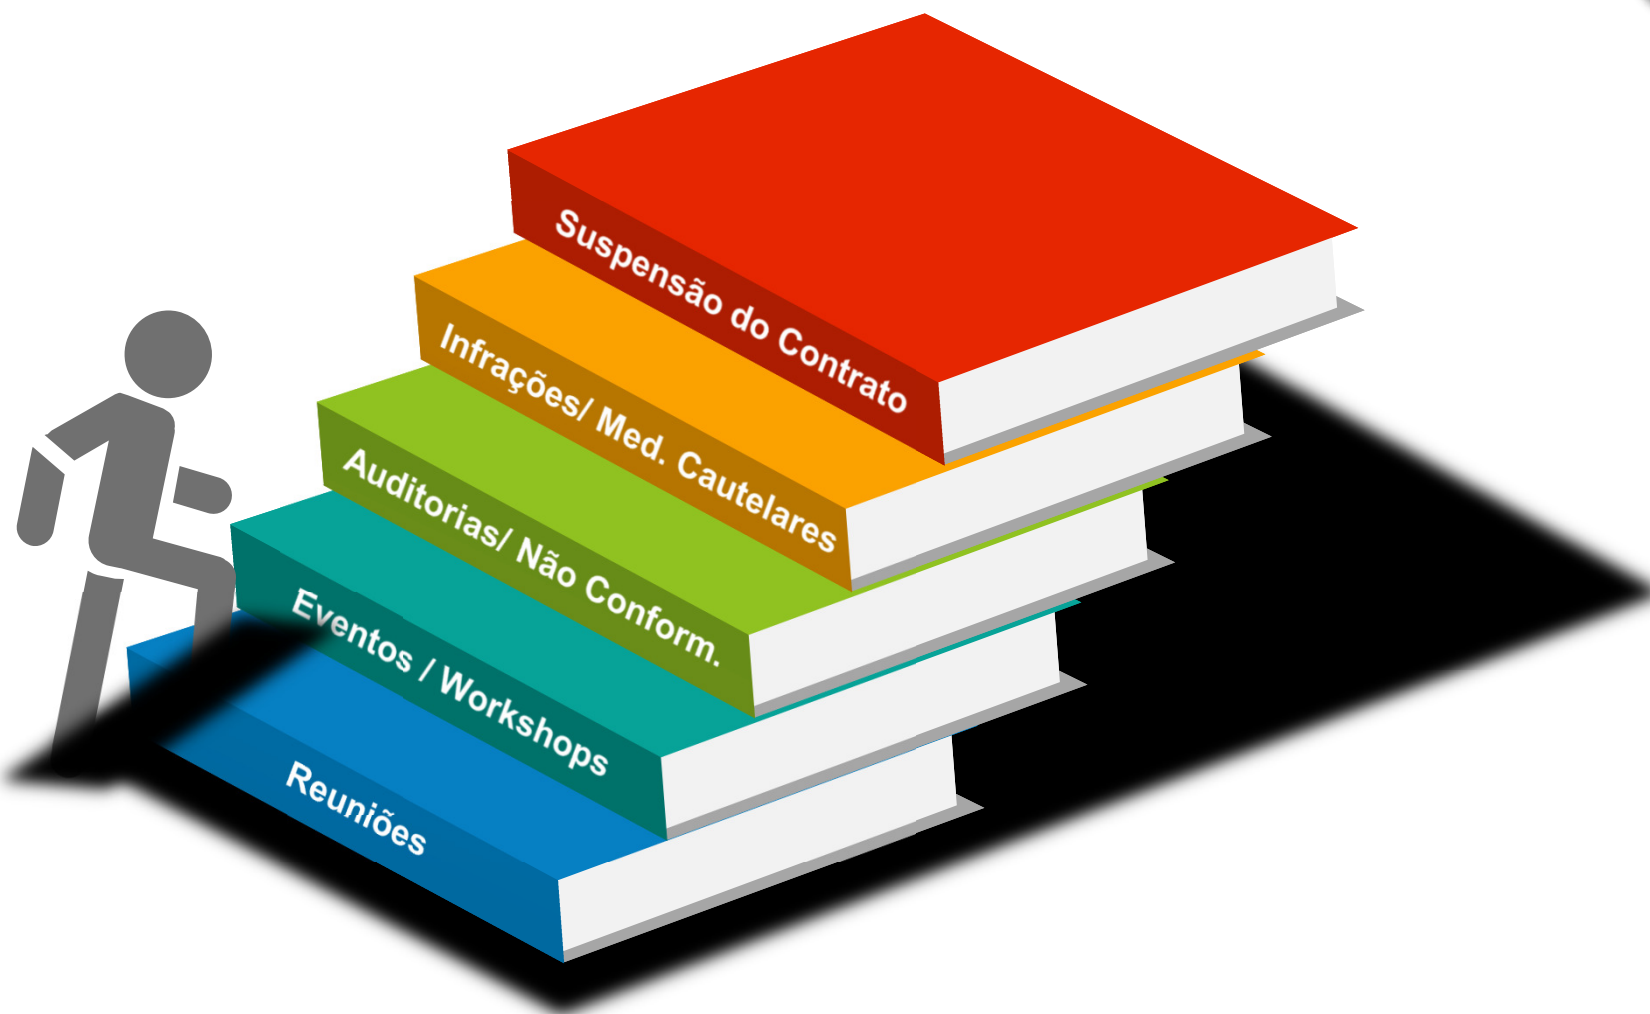 Suspensão do Contrato
Infrações/ Med. Cautelares
Auditorias/ Não Conform.
Eventos / Workshops
Reuniões